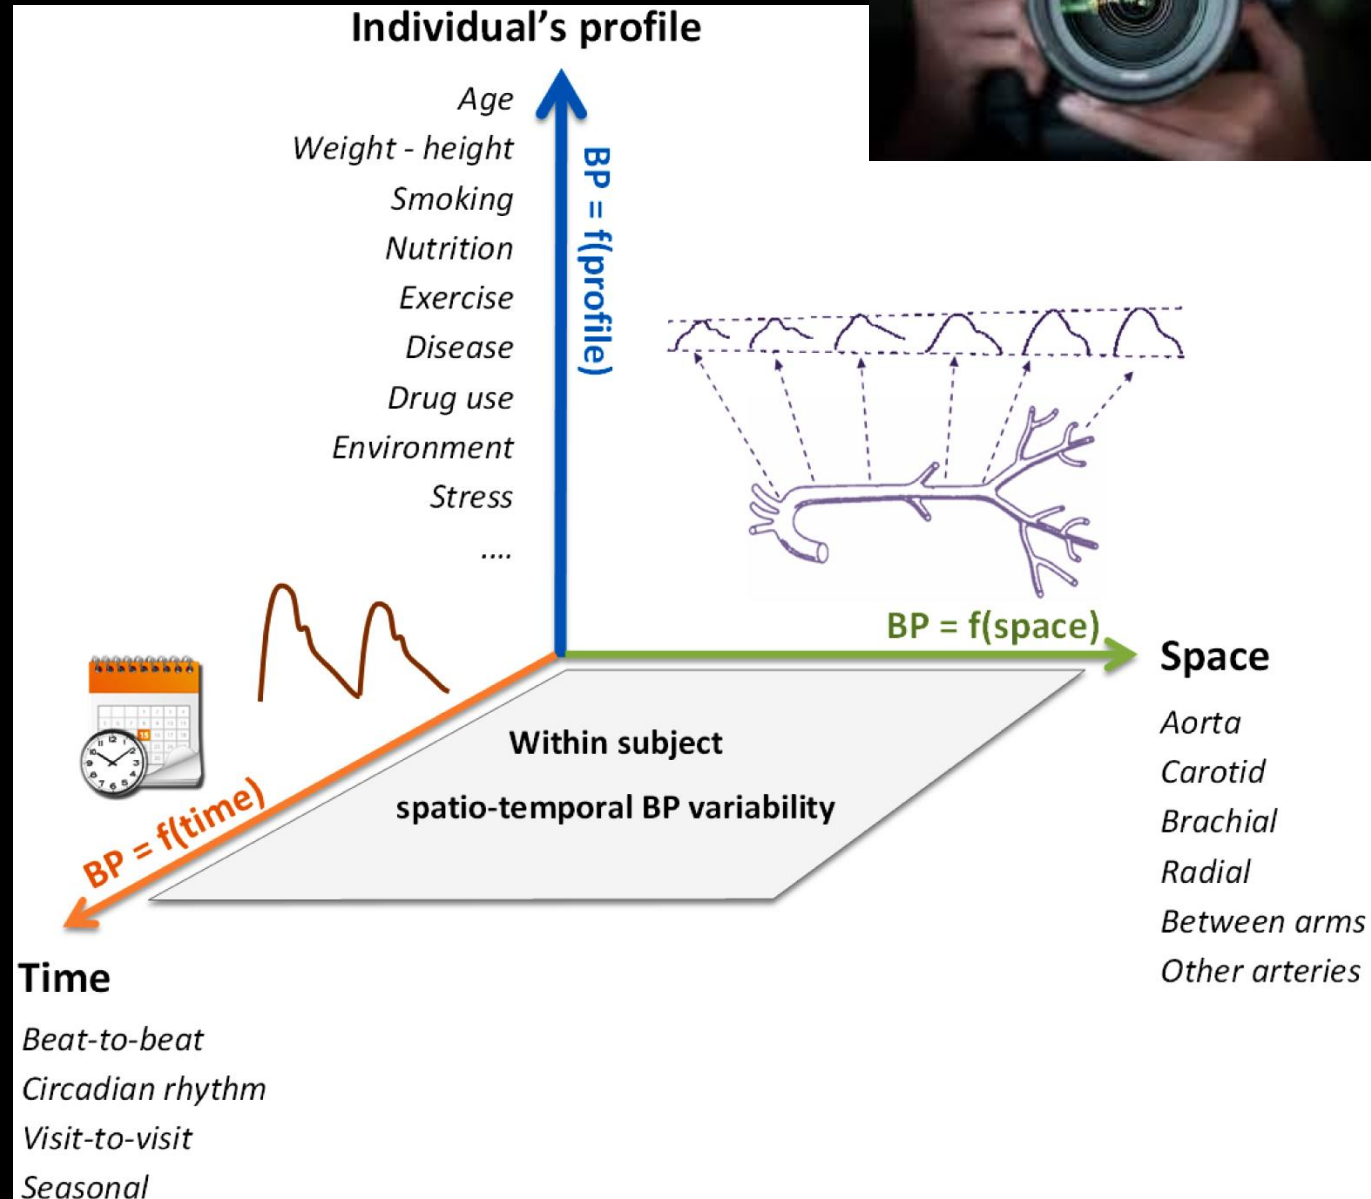 Individual's profile
Age
Weight - height
Smoking
Nutrition
Exercise
Disease
Drug use
Environment
Stress
....
BP = f(profile)
BP = f(space)
Space
Aorta
Carotid
Brachial
Radial
Between arms
Other arteries
Within subject
spatio-temporal BP variability
BP = f(time)
Time
Beat-to-beat
Circadian rhythm
Visit-to-visit
Seasonal